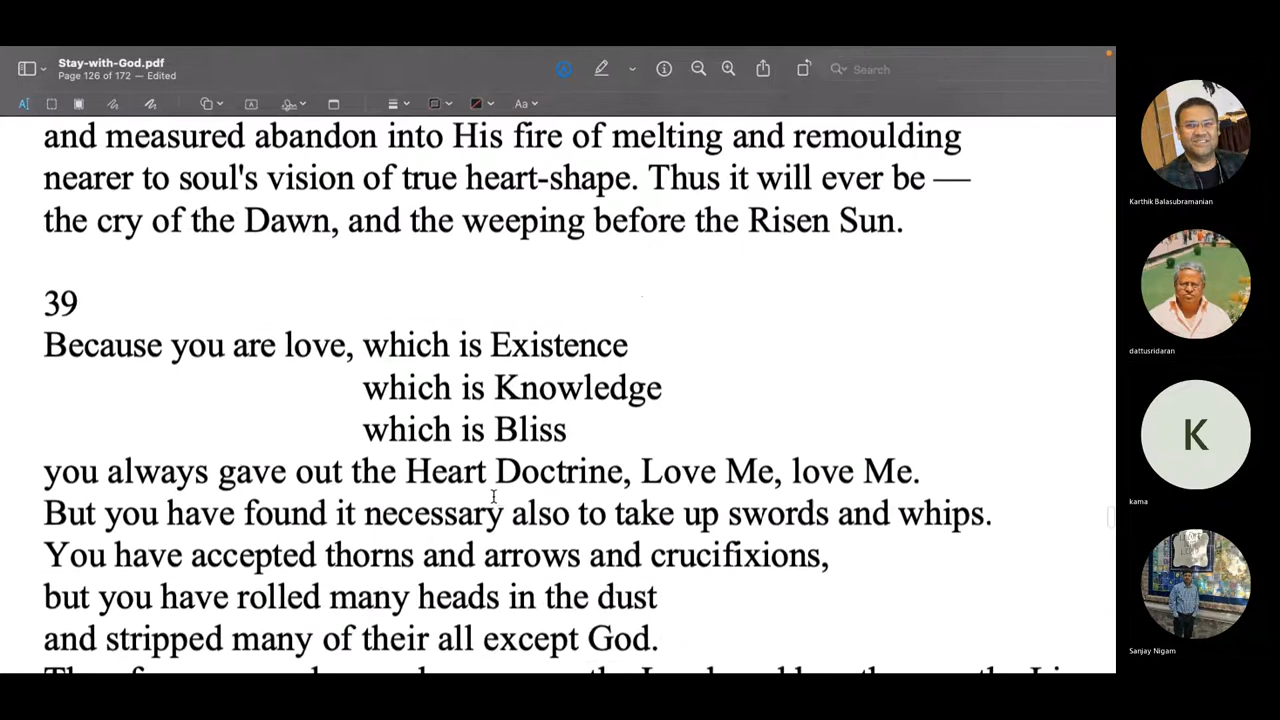 Stay-with-God.pdf
Page 126 of 172 — Edited
Search
Aa
and measured abandon into His fire of melting and remoulding
nearer to soul's vision of true heart-shape. Thus it will ever be —
the cry of the Dawn, and the weeping before the Risen Sun.
39
Because you are love, which is Existence
which is Knowledge
which is Bliss
you always gave out the Heart Doctrine, Love Me, love Me.
But you have found it necessary also to take up swords and whips.
You have accepted thorns and arrows and crucifixions,
but you have rolled many heads in the dust
and stripped many of their all except God.
Karthik Balasubramanian
dattusridaran
K
kama
Sanjay Nigam